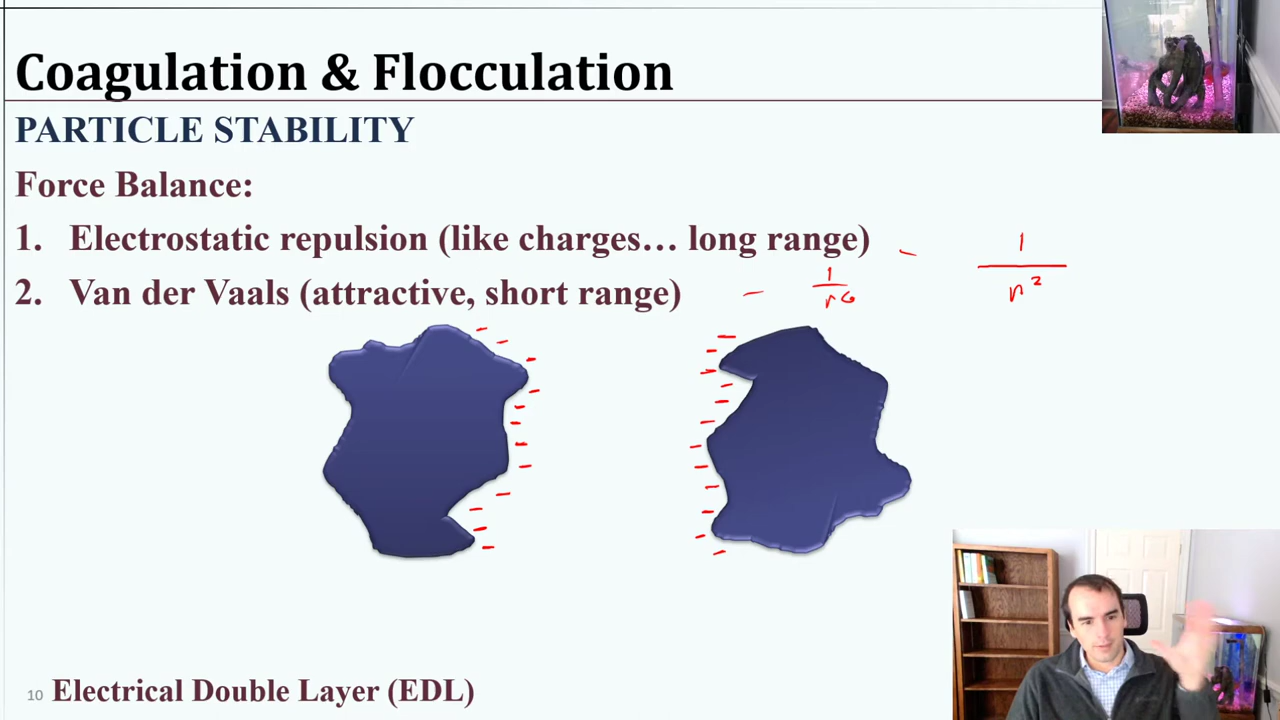 Coagulation & Flocculation
PARTICLE STABILITY
Force Balance:
1. Electrostatic repulsion (like charges… long range) - 1/r²
2. Van der Vaals (attractive, short range) - 1/r6
10 Electrical Double Layer (EDL)